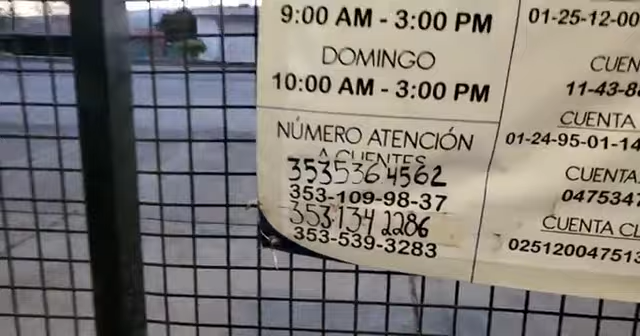 9:00 AM - 3:00 PM
DOMINGO
10:00 AM - 3:00 PM
NÚMERO ATENCIÓN
A CLIENTES
3535364562
353-109-98-37
353 134 2286
353-539-3283
01-25-12-00
CUEN
11-43-8
CUENTA
01-24-95-01-14
CUENTA
0475347
CUENTA CL
025120047513